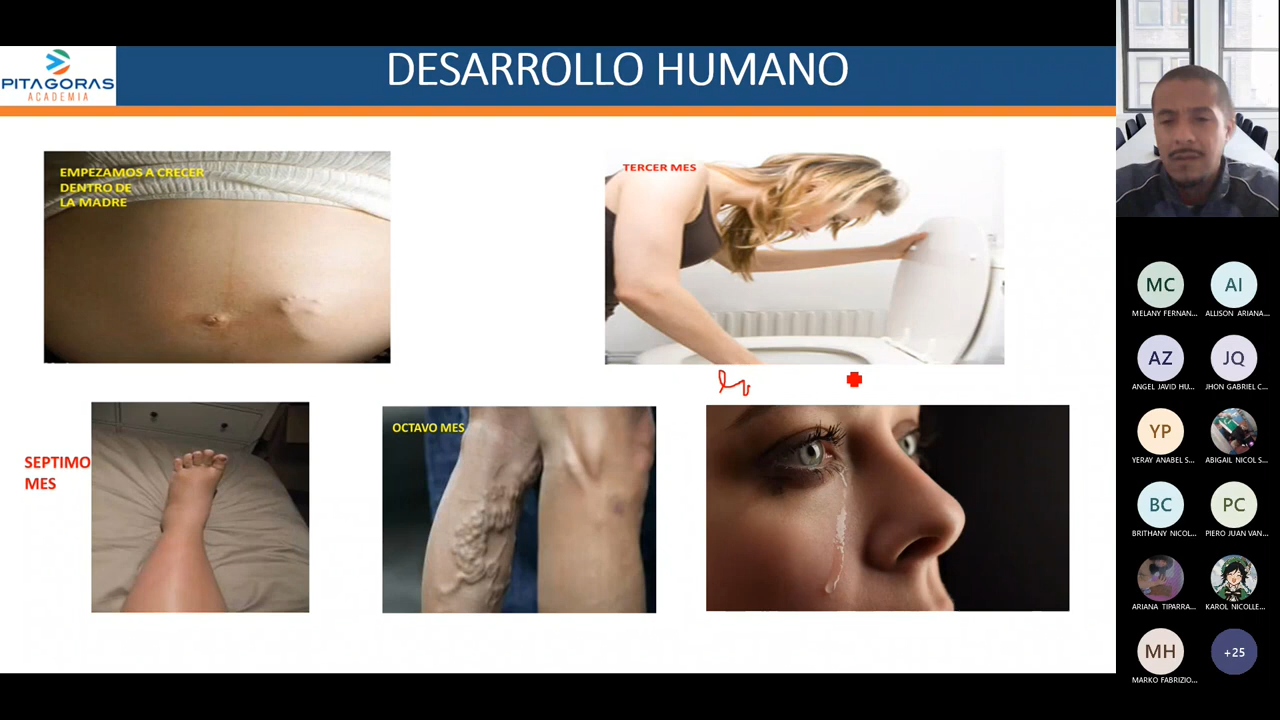 PITAGORAS
ACADEMIA
DESARROLLO HUMANO
EMPEZAMOS A CRECER
DENTRO DE
LA MADRE
TERCER MES
SEPTIMO
MES
OCTAVO MES
MC
MELANY FERNAN...
AI
ALLISON ARIANA...
AZ
ANGEL JAVID HU...
JQ
JHON GABRIEL C...
YP
YERAY ANABEL S...
ABIGAIL NICOL S...
BC
BRITHANY NICOL...
PC
PIERO JUAN VAN...
ARIANA TIPARRA...
KAROL NICOLLE...
MH
MARKO FABRIZIO...
+25